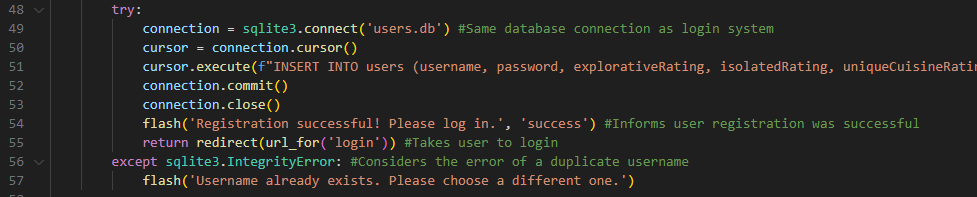 48 try:
49 connection = sqlite3.connect('users.db') #Same database connection as login system
50 cursor = connection.cursor()
51 cursor.execute(f"INSERT INTO users (username, password, explorativeRating, isolatedRating, uniqueCuisineRatin
52 connection.commit()
53 connection.close()
54 flash('Registration successful! Please log in.', 'success') #Informs user registration was successful
55 return redirect(url_for('login')) #Takes user to login
56 except sqlite3.IntegrityError: #Considers the error of a duplicate username
57 flash('Username already exists. Please choose a different one.')